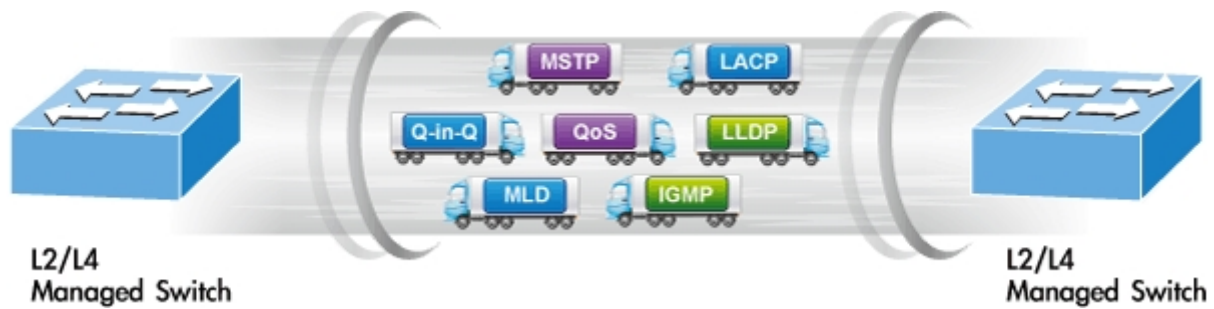 MSTP
LACP
Q-in-Q
QoS
LLDP
MLD
IGMP
L2/L4
Managed Switch
L2/L4
Managed Switch